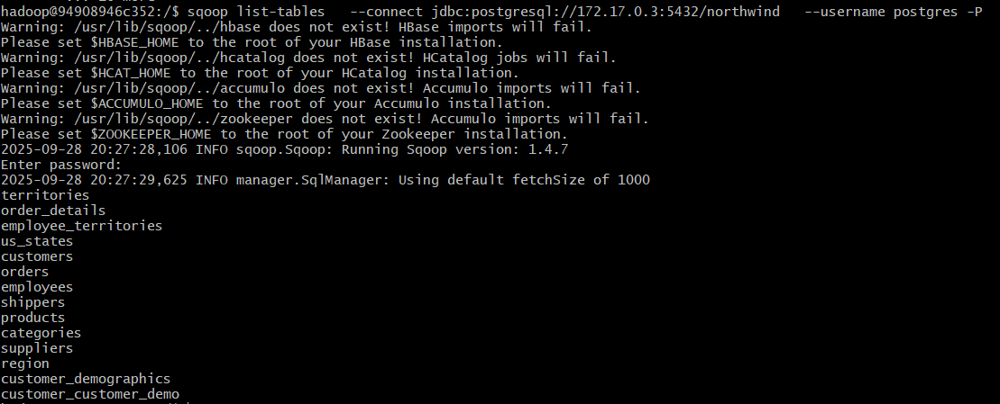 hadoop@94908946c352:/$ sqoop list-tables   --connect jdbc:postgresql://172.17.0.3:5432/northwind   --username postgres -P
Warning: /usr/lib/sqoop/../hbase does not exist! HBase imports will fail.
Please set $HBASE_HOME to the root of your HBase installation.
Warning: /usr/lib/sqoop/../hcatalog does not exist! HCatalog jobs will fail.
Please set $HCAT_HOME to the root of your HCatalog installation.
Warning: /usr/lib/sqoop/../accumulo does not exist! Accumulo imports will fail.
Please set $ACCUMULO_HOME to the root of your Accumulo installation.
Warning: /usr/lib/sqoop/../zookeeper does not exist! Accumulo imports will fail.
Please set $ZOOKEEPER_HOME to the root of your Zookeeper installation.
2025-09-28 20:27:28,106 INFO sqoop.Sqoop: Running Sqoop version: 1.4.7
Enter password:
2025-09-28 20:27:29,625 INFO manager.SqlManager: Using default fetchSize of 1000
territories
order_details
employee_territories
us_states
customers
orders
employees
shippers
products
categories
suppliers
region
customer_demographics
customer_customer_demo